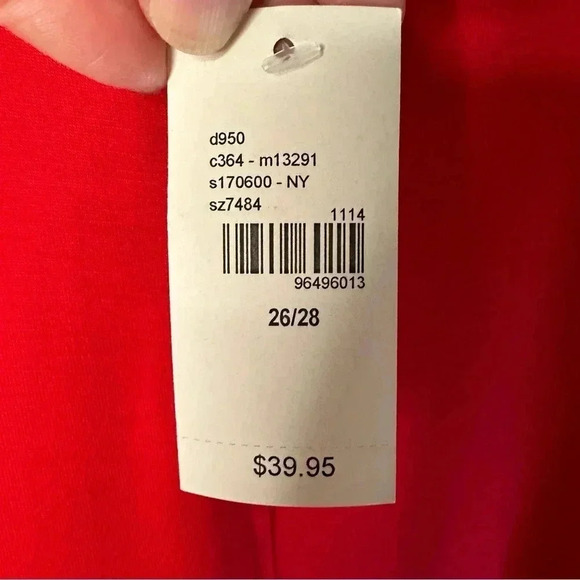 d950
c364 - m13291
s170600 - NY
sz7484
1114
96496013
26/28
$39.95